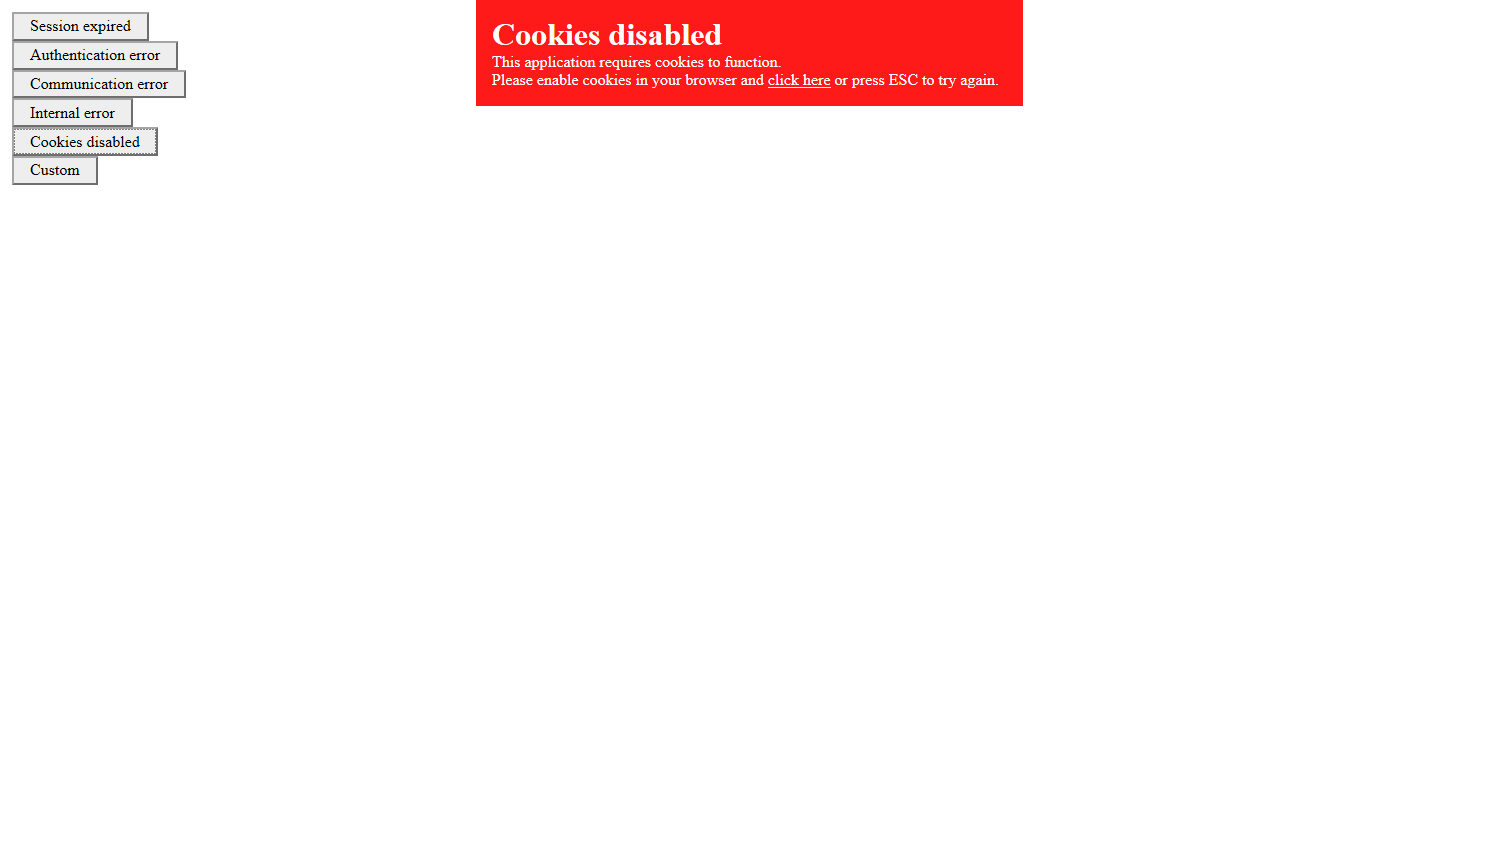 Session expired
Authentication error
Communication error
Internal error
Cookies disabled
Custom
Cookies disabled
This application requires cookies to function.
Please enable cookies in your browser and click here or press ESC to try again.